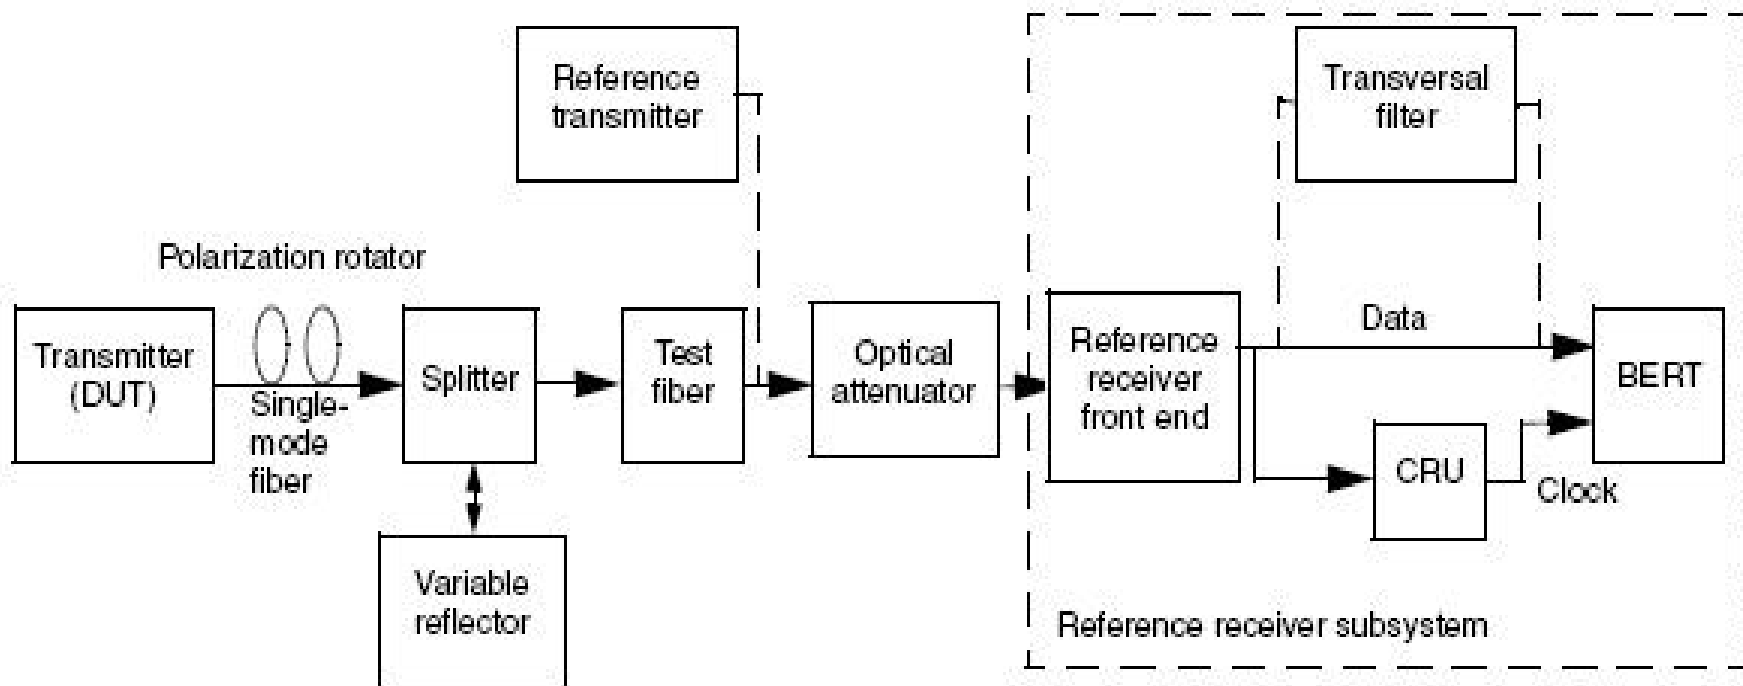 Reference
transmitter
Transversal
filter
Polarization rotator
Transmitter
(DUT)
Single-
mode
fiber
Splitter
Test
fiber
Optical
attenuator
Reference
receiver
front end
Data
BERT
CRU
Clock
Variable
reflector
Reference receiver subsystem